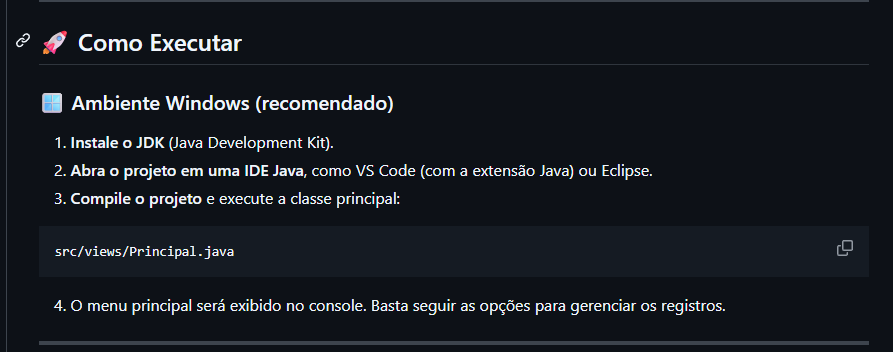 🚀 Como Executar
🪟 Ambiente Windows (recomendado)
1. Instale o JDK (Java Development Kit).
2. Abra o projeto em uma IDE Java, como VS Code (com a extensão Java) ou Eclipse.
3. Compile o projeto e execute a classe principal:
src/views/Principal.java
4. O menu principal será exibido no console. Basta seguir as opções para gerenciar os registros.